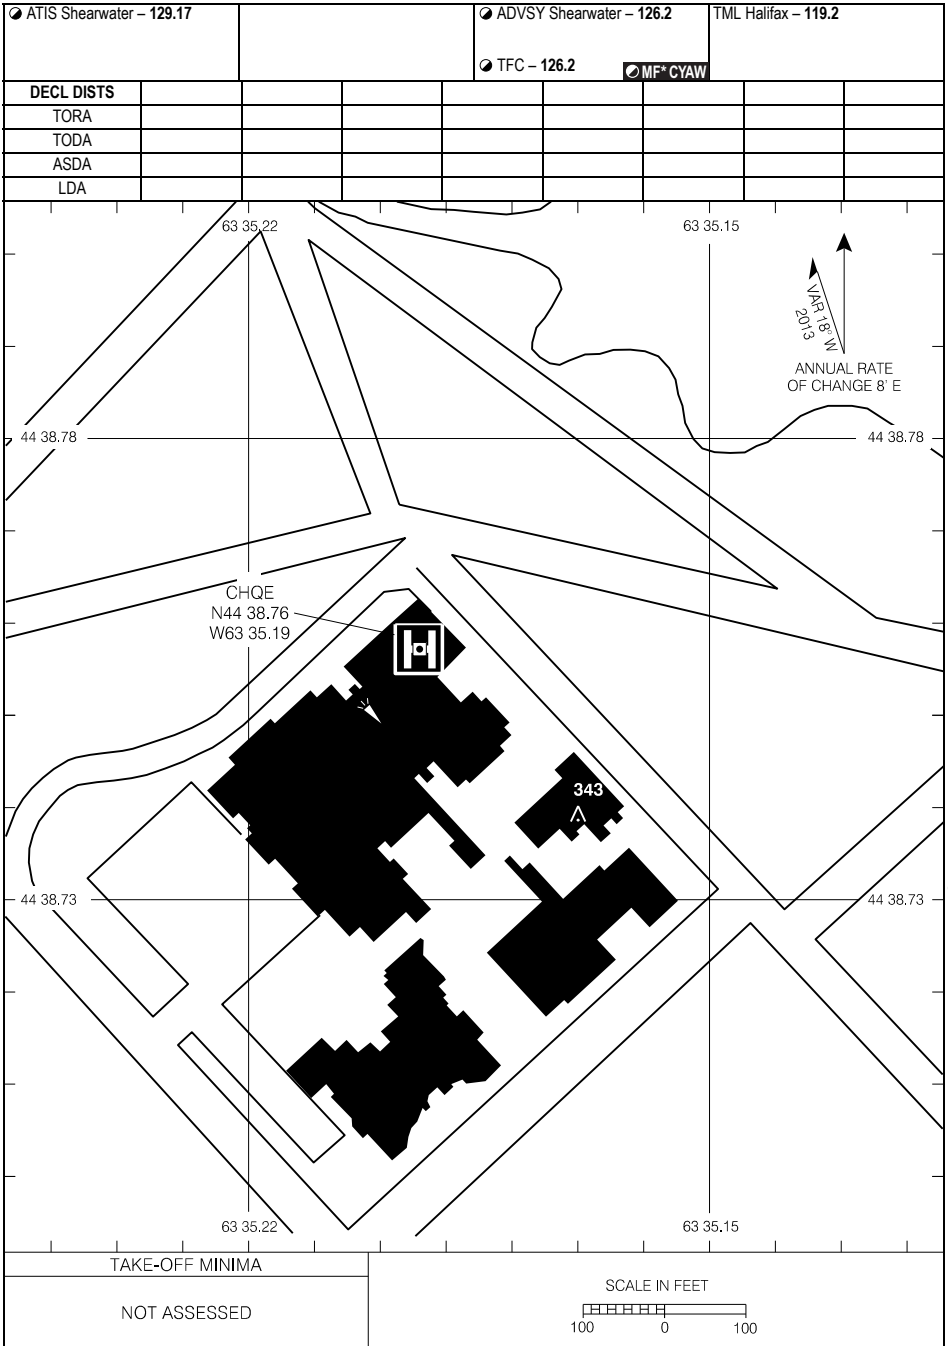 ATIS Shearwater – 129.17
ADVSY Shearwater – 126.2
TFC – 126.2
MF* CYAW
TML Halifax – 119.2
DECL DISTS
TORA
TODA
ASDA
LDA
63 35.22
63 35.15
VAR 18° W
2013
ANNUAL RATE
OF CHANGE 8' E
44 38.78
44 38.78
CHQE
N44 38.76
W63 35.19
343
44 38.73
44 38.73
63 35.22
63 35.15
TAKE-OFF MINIMA
NOT ASSESSED
SCALE IN FEET
100 0 100